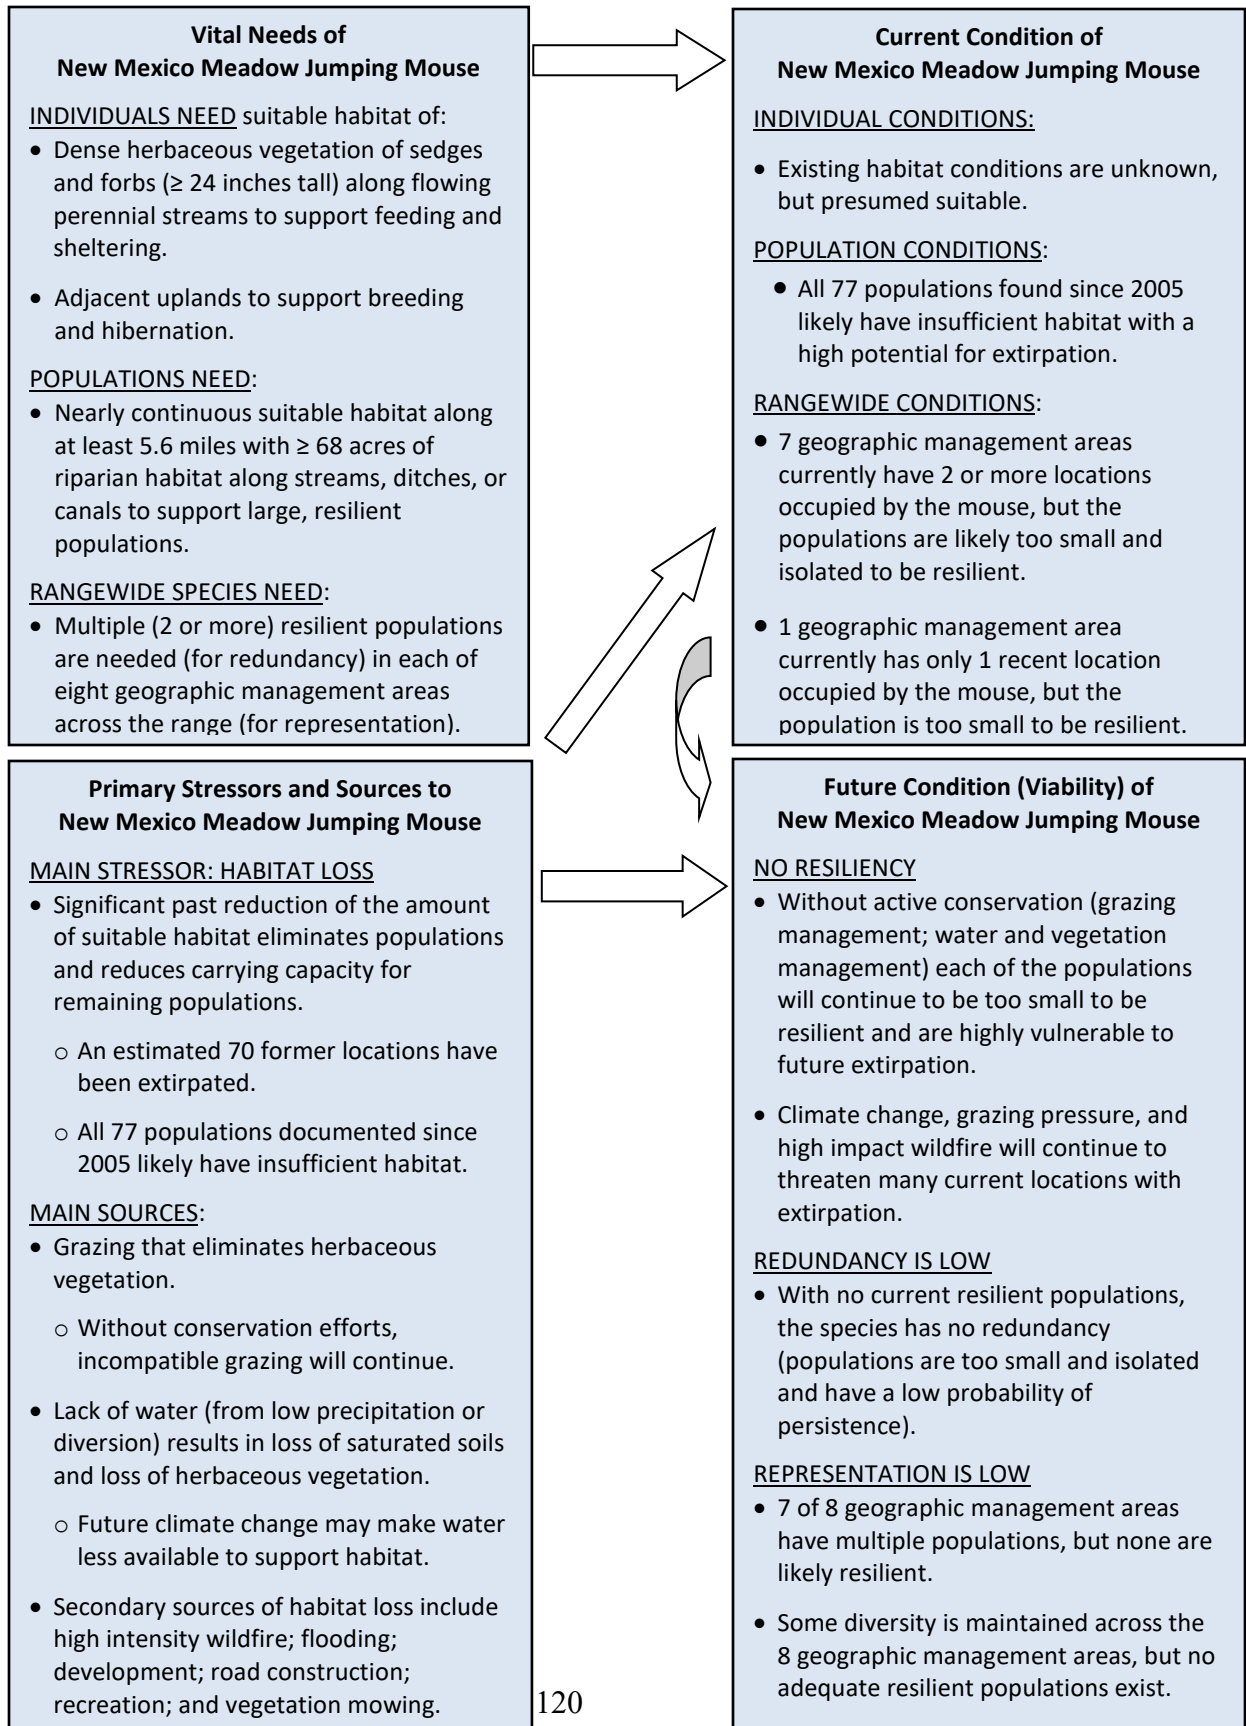 Vital Needs of
New Mexico Meadow Jumping Mouse
INDIVIDUALS NEED suitable habitat of:
• Dense herbaceous vegetation of sedges
and forbs (≥ 24 inches tall) along flowing
perennial streams to support feeding and
sheltering.
• Adjacent uplands to support breeding
and hibernation.
POPULATIONS NEED:
• Nearly continuous suitable habitat along
at least 5.6 miles with ≥ 68 acres of
riparian habitat along streams, ditches, or
canals to support large, resilient
populations.
RANGEWIDE SPECIES NEED:
• Multiple (2 or more) resilient populations
are needed (for redundancy) in each of
eight geographic management areas
across the range (for representation).
Current Condition of
New Mexico Meadow Jumping Mouse
INDIVIDUAL CONDITIONS:
• Existing habitat conditions are unknown,
but presumed suitable.
POPULATION CONDITIONS:
• All 77 populations found since 2005
likely have insufficient habitat with a
high potential for extirpation.
RANGEWIDE CONDITIONS:
• 7 geographic management areas
currently have 2 or more locations
occupied by the mouse, but the
populations are likely too small and
isolated to be resilient.
• 1 geographic management area
currently has only 1 recent location
occupied by the mouse, but the
population is too small to be resilient.
Primary Stressors and Sources to
New Mexico Meadow Jumping Mouse
MAIN STRESSOR: HABITAT LOSS
• Significant past reduction of the amount
of suitable habitat eliminates populations
and reduces carrying capacity for
remaining populations.
o An estimated 70 former locations have
been extirpated.
o All 77 populations documented since
2005 likely have insufficient habitat.
MAIN SOURCES:
• Grazing that eliminates herbaceous
vegetation.
o Without conservation efforts,
incompatible grazing will continue.
• Lack of water (from low precipitation or
diversion) results in loss of saturated soils
and loss of herbaceous vegetation.
o Future climate change may make water
less available to support habitat.
• Secondary sources of habitat loss include
high intensity wildfire; flooding;
development; road construction;
recreation; and vegetation mowing.
Future Condition (Viability) of
New Mexico Meadow Jumping Mouse
NO RESILIENCY
• Without active conservation (grazing
management; water and vegetation
management) each of the populations
will continue to be too small to be
resilient and are highly vulnerable to
future extirpation.
• Climate change, grazing pressure, and
high impact wildfire will continue to
threaten many current locations with
extirpation.
REDUNDANCY IS LOW
• With no current resilient populations,
the species has no redundancy
(populations are too small and isolated
and have a low probability of
persistence).
REPRESENTATION IS LOW
• 7 of 8 geographic management areas
have multiple populations, but none are
likely resilient.
• Some diversity is maintained across the
8 geographic management areas, but no
adequate resilient populations exist.
120